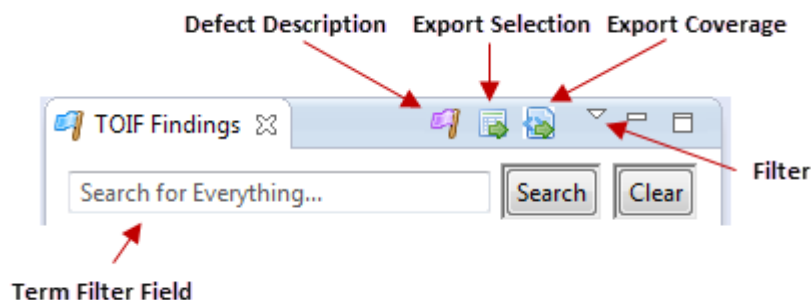 Defect Description Export Selection Export Coverage
TOIF Findings
Filter
Search for Everything... Search Clear
Term Filter Field